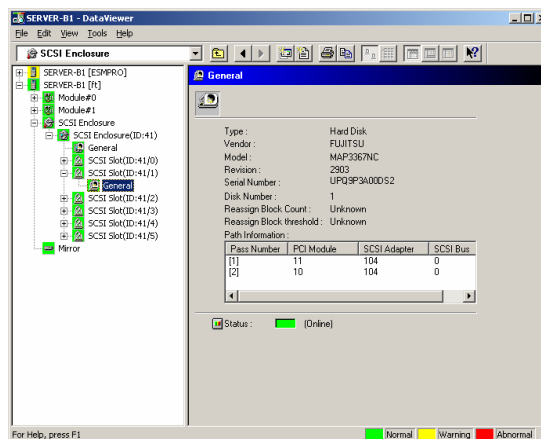 SERVER-B1 - DataViewer
File Edit View Tools Help
SCSI Enclosure
SERVER-B1 [ESMPRO]
SERVER-B1 [ft]
Module#0
Module#1
SCSI Enclosure
SCSI Enclosure(ID:41)
General
SCSI Slot(ID:41/0)
SCSI Slot(ID:41/1)
General
SCSI Slot(ID:41/2)
SCSI Slot(ID:41/3)
SCSI Slot(ID:41/4)
SCSI Slot(ID:41/5)
Mirror
General
Type : Hard Disk
Vendor : FUJITSU
Model : MAP3367NC
Revision : 2903
Serial Number : UPQ9P3A00DS2
Disk Number : 1
Reassign Block Count : Unknown
Reassign Block threshold : Unknown
Path Information :
Pass Number PCI Module SCSI Adapter SCSI Bus
[1] 11 104 0
[2] 10 104 0
Status : (Online)
For Help, press F1
Normal Warning Abnormal